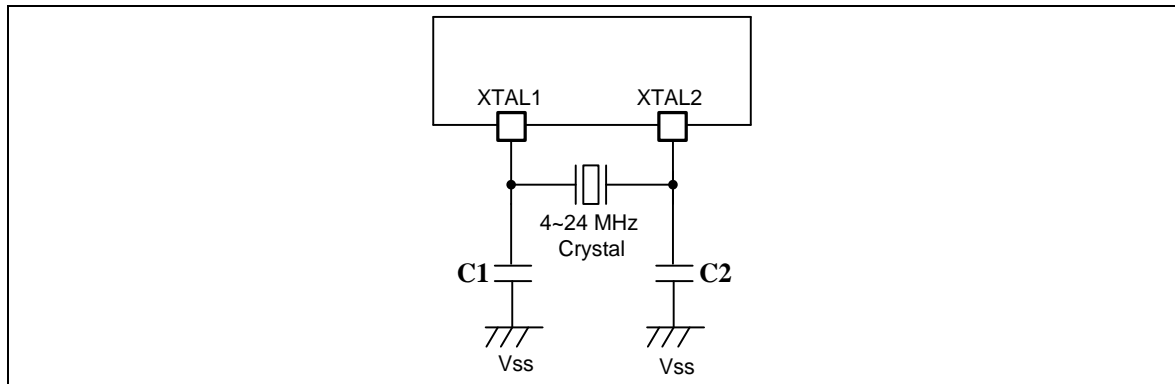 XTAL1 XTAL2
4~24 MHz
Crystal
C1 C2
Vss Vss